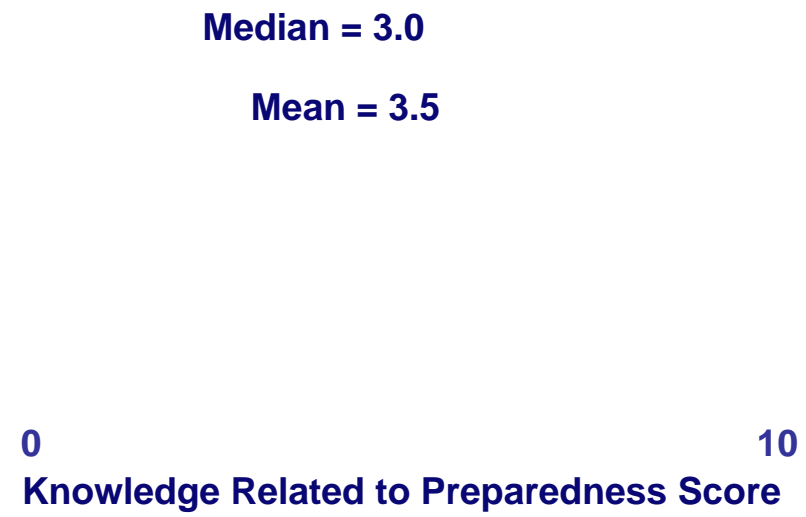 Median = 3.0
Mean = 3.5
0 10
Knowledge Related to Preparedness Score